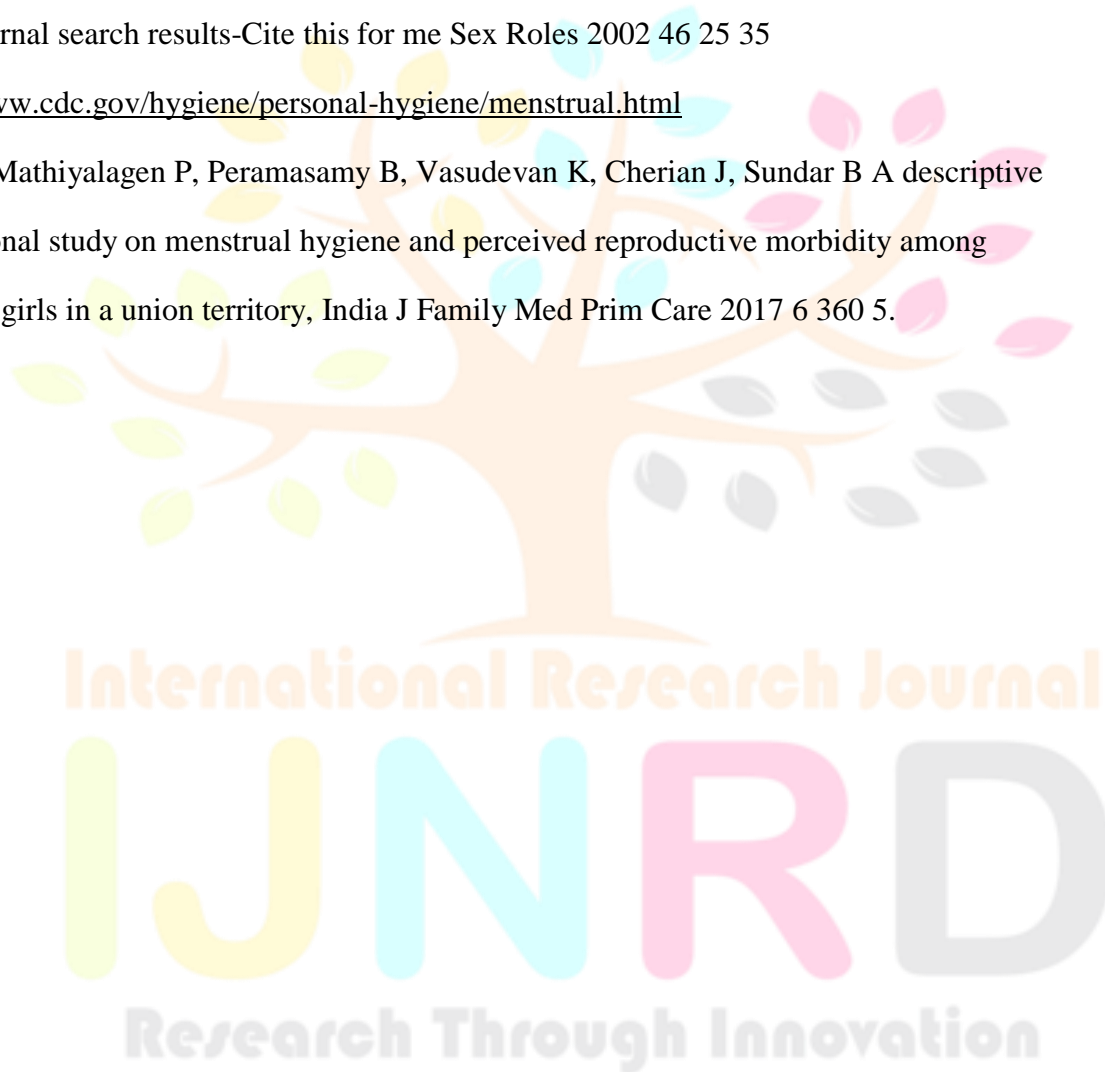 rnal search results-Cite this for me Sex Roles 2002 46 25 35
w.cdc.gov/hygiene/personal-hygiene/menstrual.html
Mathiyalagen P, Peramasamy B, Vasudevan K, Cherian J, Sundar B A descriptive
onal study on menstrual hygiene and perceived reproductive morbidity among
girls in a union territory, India J Family Med Prim Care 2017 6 360 5.
International Research Journal
IJNRD
Research Through Innovation